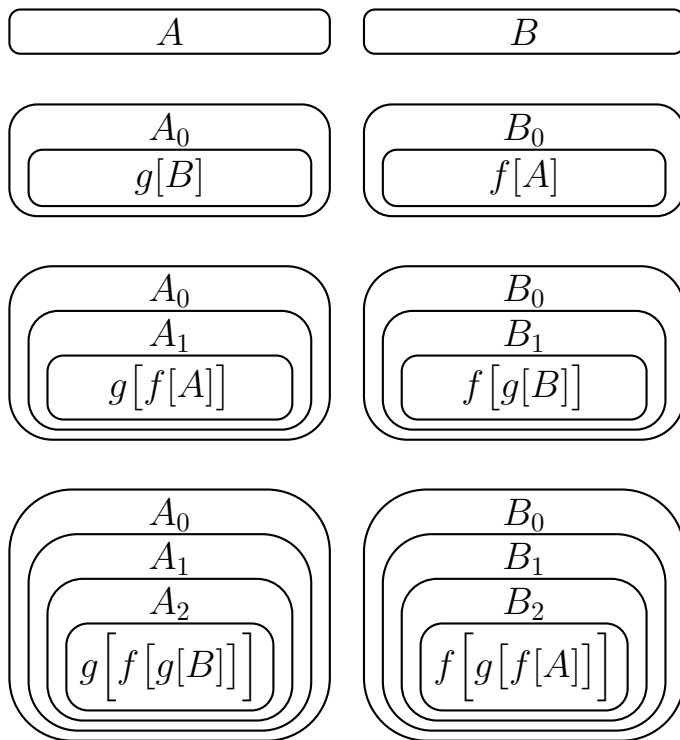 A B
A₀ B₀
g[B] f[A]
A₀ B₀
A₁ B₁
g[f[A]] f[g[B]]
A₀ B₀
A₁ B₁
A₂ B₂
g[f[g[B]]] f[g[f[A]]]